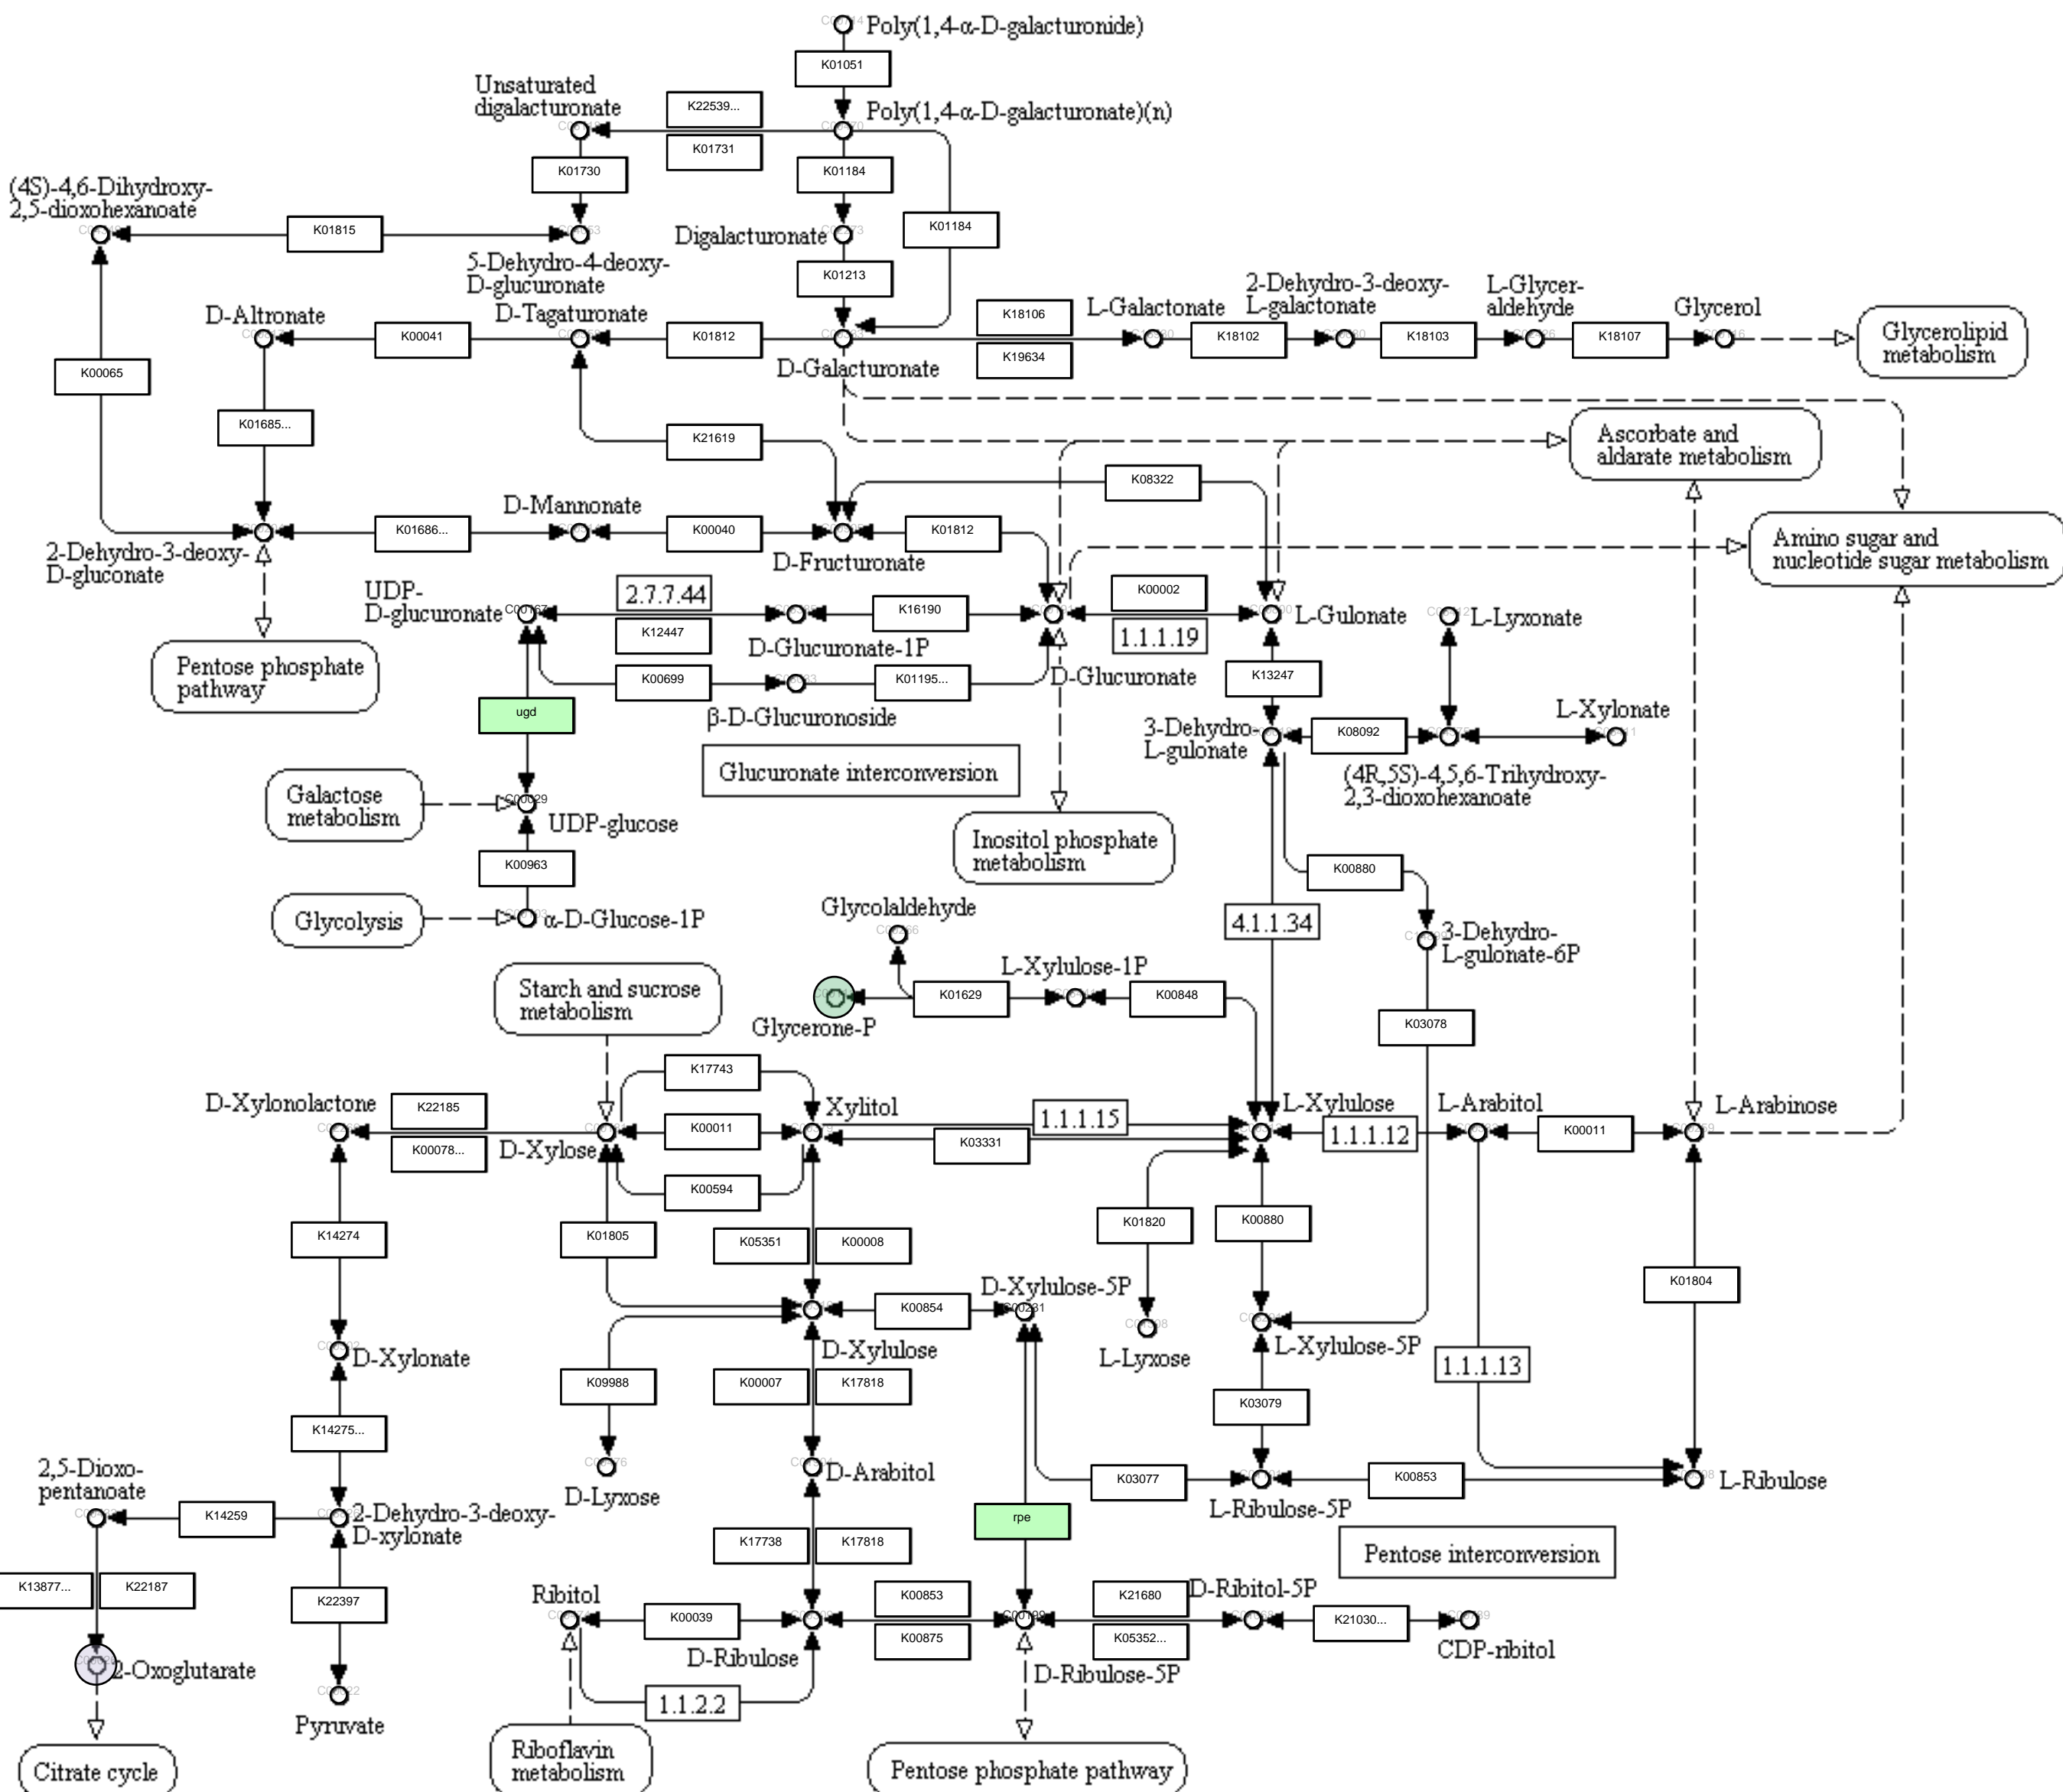 Poly(1,4-α-D-galacturonide)
K01051
Unsaturated
digalacturonate
K22539...
Poly(1,4-α-D-galacturonate)(n)
K01731
K01730
K01184
(4S)-4,6-Dihydroxy-
2,5-dioxohexanoate
K01815
Digalacturonate
K01184
5-Dehydro-4-deoxy-
D-glucuronate
K01213
D-Altronate
D-Tagaturonate
K18106
L-Galactonate
2-Dehydro-3-deoxy-
L-galactonate
L-Glycer-
aldehyde
Glycerol
K00041
K01812
K18102
K18103
K18107
Glycerolipid
metabolism
K19634
D-Galacturonate
K00065
K01685...
K21619
Ascorbate and
aldarate metabolism
K08322
D-Mannonate
K01686...
K00040
K01812
2-Dehydro-3-deoxy-
D-gluconate
D-Fructuronate
Amino sugar and
nucleotide sugar metabolism
UDP-
D-glucuronate
C00167
2.7.7.44
K16190
K00002
L-Gulonate
L-Lyxonate
K12447
D-Glucuronate-1P
1.1.1.19
Pentose phosphate
pathway
K00699
K01195...
D-Glucuronate
K13247
ugd
β-D-Glucuronoside
3-Dehydro-
L-gulonate
K08092
L-Xylonate
Glucuronate interconversion
(4R,5S)-4,5,6-Trihydroxy-
2,3-dioxohexanoate
Galactose
metabolism
C00029
UDP-glucose
Inositol phosphate
metabolism
K00963
K00880
Glycolysis
α-D-Glucose-1P
Glycolaldehyde
4.1.1.34
3-Dehydro-
L-gulonate-6P
Starch and sucrose
metabolism
L-Xylulose-1P
K01629
K00848
Glycerone-P
K03078
K17743
D-Xylonolactone
K22185
Xylitol
1.1.1.15
L-Xylulose
L-Arabitol
L-Arabinose
K00011
K03331
1.1.1.12
K00011
K00078...
D-Xylose
K00594
K14274
K01805
K05351
K00008
K01820
K00880
K01804
D-Xylulose-5P
K00854
C00231
D-Xylonate
D-Xylulose
L-Lyxose
L-Xylulose-5P
1.1.1.13
K09988
K00007
K17818
K03079
K14275...
2,5-Dioxo-
pentanoate
D-Lyxose
D-Arabitol
K03077
K00853
L-Ribulose
L-Ribulose-5P
K14259
2-Dehydro-3-deoxy-
D-xylonate
rpe
K17738
K17818
Pentose interconversion
K13877...
K22187
K22397
Ribitol
K00039
K00853
K21680
D-Ribitol-5P
C00199
K21030...
K00875
K05352...
CDP-ribitol
D-Ribulose
D-Ribulose-5P
2-Oxoglutarate
1.1.2.2
Pyruvate
Citrate cycle
Riboflavin
metabolism
Pentose phosphate pathway